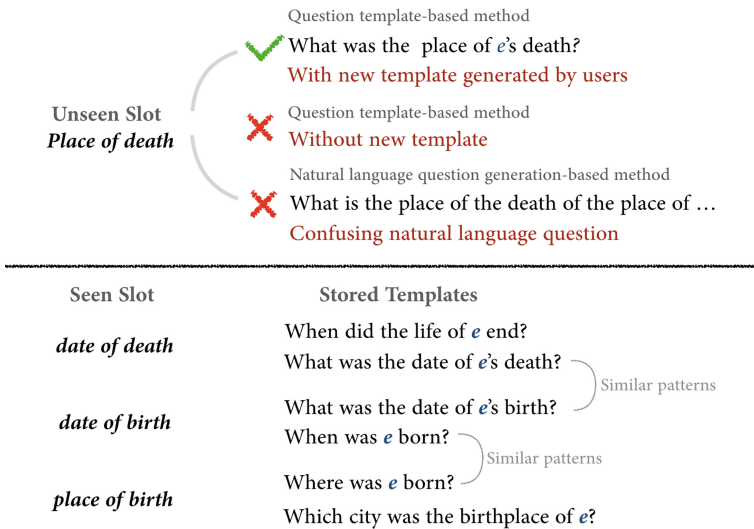 Question template-based method
What was the place of e's death?
With new template generated by users
Unseen Slot
Place of death
Question template-based method
Without new template
Natural language question generation-based method
What is the place of the death of the place of …
Confusing natural language question
Seen Slot
Stored Templates
date of death
When did the life of e end?
What was the date of e's death?
Similar patterns
date of birth
What was the date of e's birth?
When was e born?
Similar patterns
place of birth
Where was e born?
Which city was the birthplace of e?